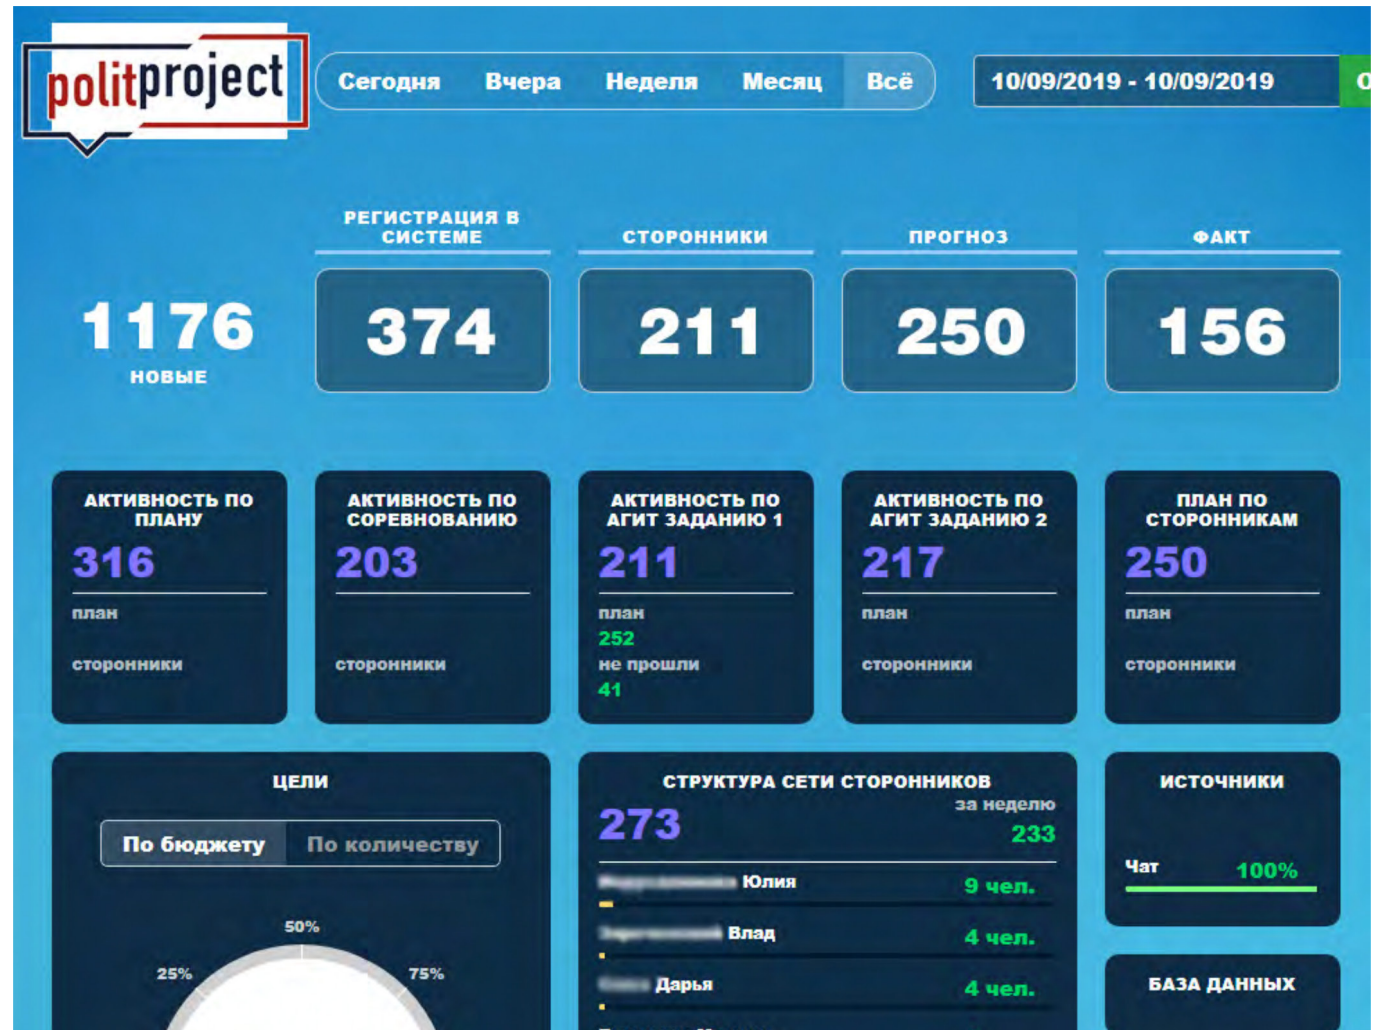 politproject
Сегодня Вчера Неделя Месяц Всё
10/09/2019 - 10/09/2019
РЕГИСТРАЦИЯ В
СИСТЕМЕ
СТОРОННИКИ
ПРОГНОЗ
ФАКТ
1176
НОВЫЕ
374
211
250
156
АКТИВНОСТЬ ПО
ПЛАНУ
316
план
сторонники
АКТИВНОСТЬ ПО
СОРЕВНОВАНИЮ
203
сторонники
АКТИВНОСТЬ ПО
АГИТ ЗАДАНИЮ 1
211
план
252
не прошли
41
АКТИВНОСТЬ ПО
АГИТ ЗАДАНИЮ 2
217
план
сторонники
ПЛАН ПО
СТОРОННИКАМ
250
план
сторонники
ЦЕЛИ
По бюджету По количеству
50%
25%
75%
СТРУКТУРА СЕТИ СТОРОННИКОВ
273
за неделю
233
Юлия 9 чел.
Влад 4 чел.
Дарья 4 чел.
ИСТОЧНИКИ
Чат 100%
БАЗА ДАННЫХ